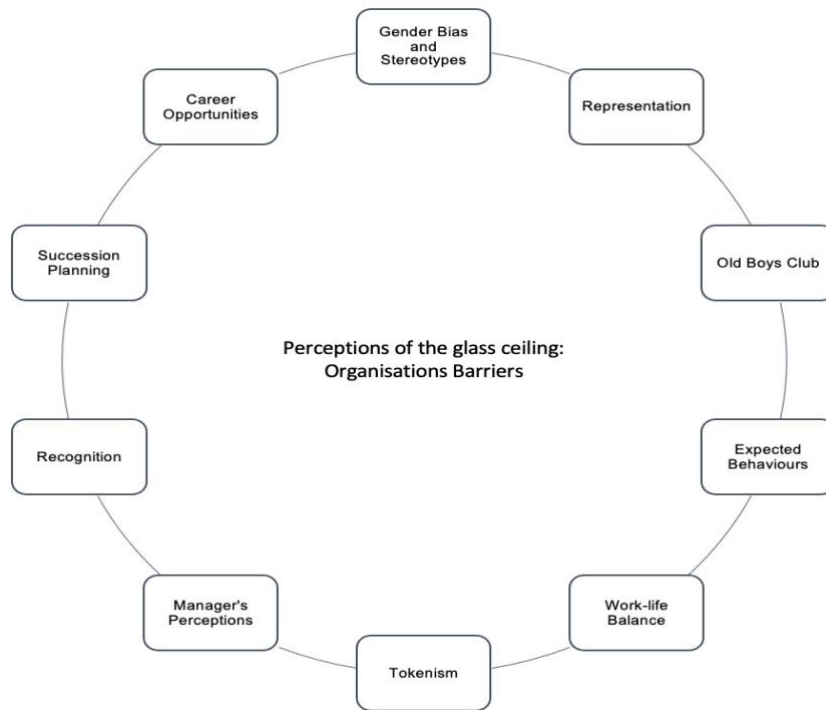 Gender Bias
and
Stereotypes
Representation
Old Boys Club
Expected
Behaviours
Work-life
Balance
Tokenism
Manager's
Perceptions
Recognition
Succession
Planning
Career
Opportunities
Perceptions of the glass ceiling:
Organisations Barriers